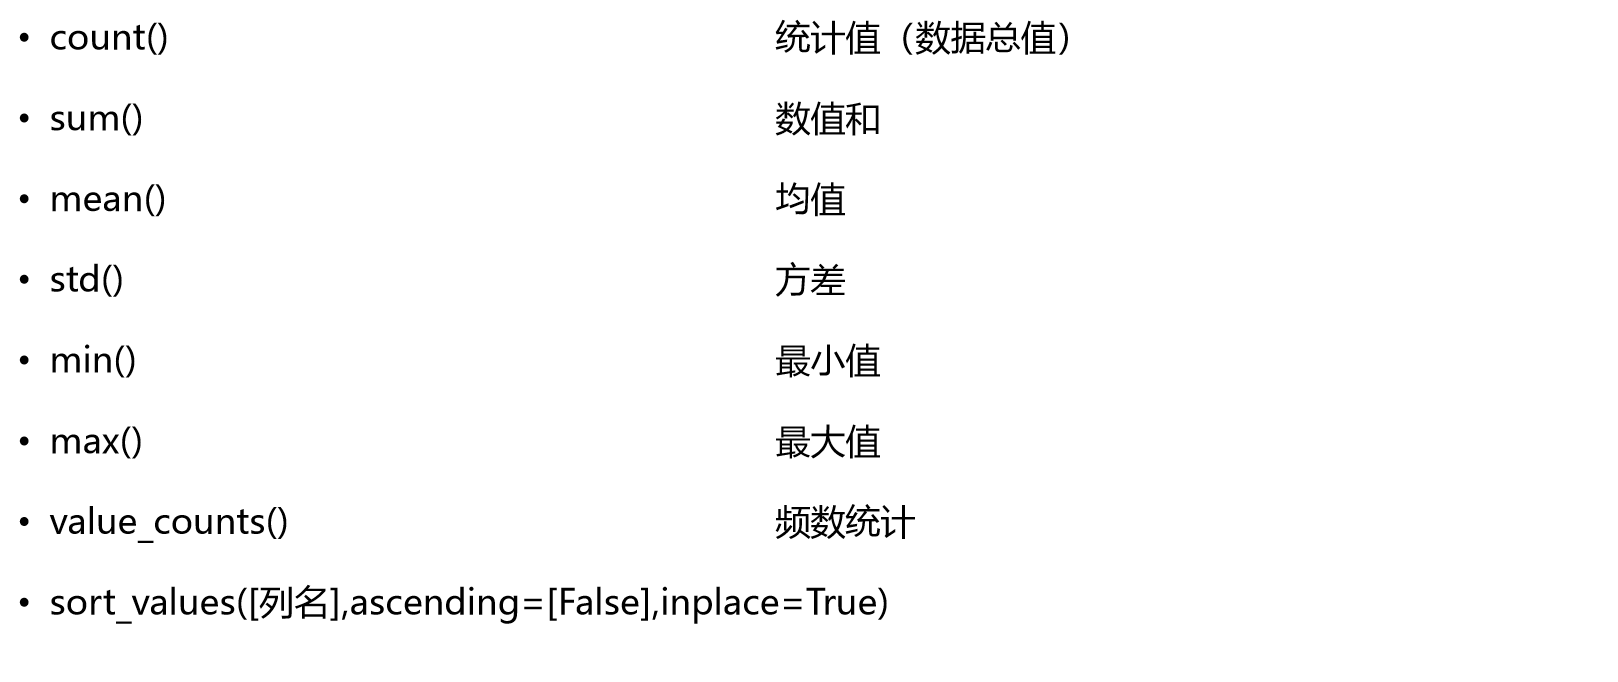 • count() 统计值（数据总值）
• sum() 数值和
• mean() 均值
• std() 方差
• min() 最小值
• max() 最大值
• value_counts() 频数统计
• sort_values([列名],ascending=[False],inplace=True)